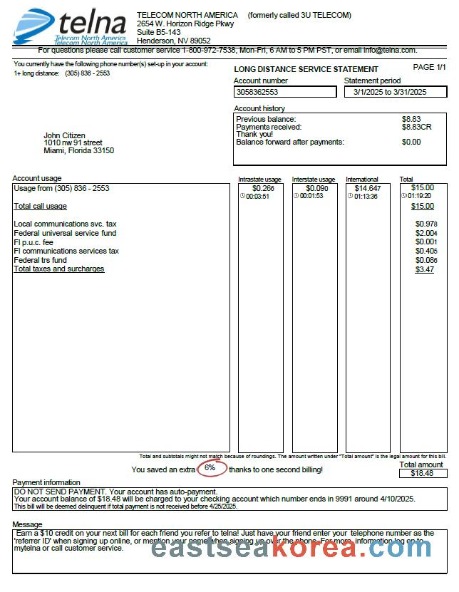 telna
Telecom North America
TELECOM NORTH AMERICA (formerly called 3U TELECOM)
2654 W. Horizon Ridge Pkwy
Suite B5-143
Henderson, NV 89052
For questions please call customer service 1-800-972-7538, Mon-Fri, 6 AM to 5 PM PST, or email info@telna.com.
You currently have the following phone number(s) set-up in your account:
1+ long distance: (305) 836 - 2553
LONG DISTANCE SERVICE STATEMENT PAGE 1/1
Account number Statement period
3058362553 3/1/2025 to 3/31/2025
Account history
Previous balance: $8.83
Payments received: $8.83CR
Thank you!
Balance forward after payments: $0.00
John Citizen
1010 nw 91 street
Miami, Florida 33150
Account usage Intrastate usage Interstate usage International Total
Usage from (305) 836 - 2553 $0.266 $0.090 $14.647 $15.00
00:03:51 00:01:53 01:13:36 01:19:20
Total call usage $15.00
Local communications svc. tax $0.978
Federal universal service fund $2.004
Fl p.u.c. fee $0.001
Fl communications services tax $0.405
Federal trs fund $0.086
Total taxes and surcharges $3.47
Total and subtotals might not match because of roundings. The amount written under "Total amount" is the legal amount for this bill.
You saved an extra 6% thanks to one second billing!
Total amount
$18.48
Payment information
DO NOT SEND PAYMENT. Your account has auto-payment.
Your account balance of $18.48 will be charged to your checking account which number ends in 9991 around 4/10/2025.
This bill will be deemed delinquent if total payment is not received before 4/25/2025.
Message
Earn a $10 credit on your next bill for each friend you refer to telna! Just have your friend enter your telephone number as the
'referrer ID' when signing up online, or mention your name when signing up over the phone. For more information log on to
mytelna or call customer service.
eastseakorea.com